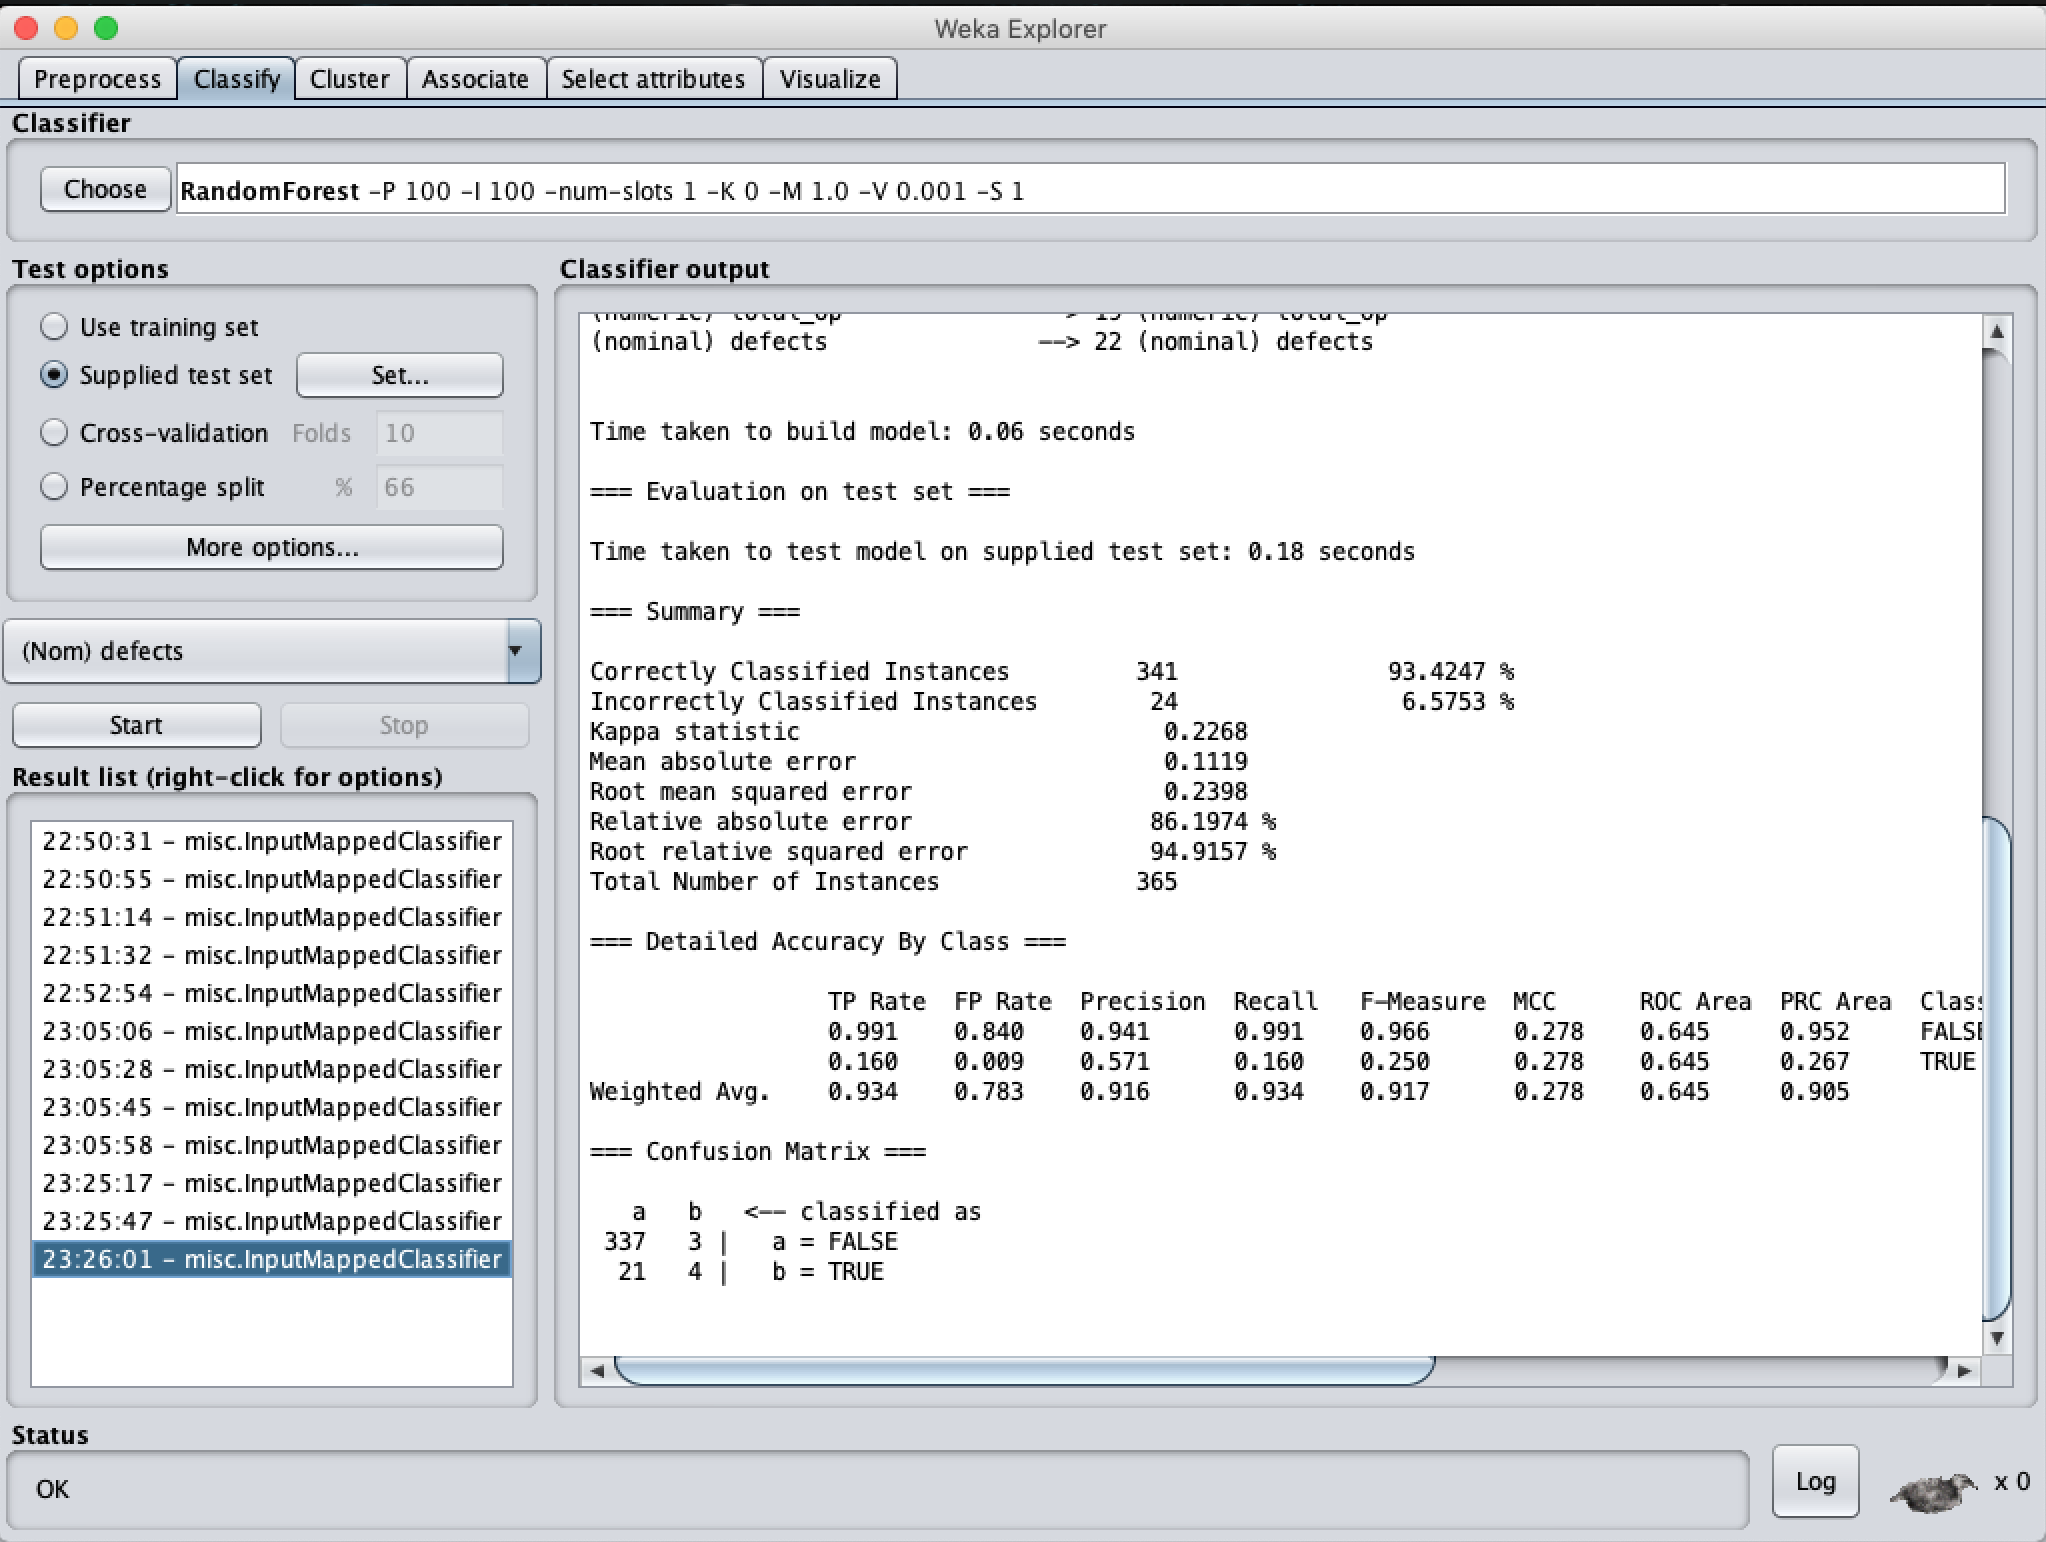 Weka Explorer
Preprocess Classify Cluster Associate Select attributes Visualize
Classifier
Choose RandomForest -P 100 -I 100 -num-slots 1 -K 0 -M 1.0 -V 0.001 -S 1
Test options
Use training set
Supplied test set Set...
Cross-validation Folds 10
Percentage split % 66
More options...
(Nom) defects
Start Stop
Result list (right-click for options)
22:50:31 - misc.InputMappedClassifier
22:50:55 - misc.InputMappedClassifier
22:51:14 - misc.InputMappedClassifier
22:51:32 - misc.InputMappedClassifier
22:52:54 - misc.InputMappedClassifier
23:05:06 - misc.InputMappedClassifier
23:05:28 - misc.InputMappedClassifier
23:05:45 - misc.InputMappedClassifier
23:05:58 - misc.InputMappedClassifier
23:25:17 - misc.InputMappedClassifier
23:25:47 - misc.InputMappedClassifier
23:26:01 - misc.InputMappedClassifier
Classifier output
(numeric) total_op (numeric) total_op
(nominal) defects --> 22 (nominal) defects
Time taken to build model: 0.06 seconds
=== Evaluation on test set ===
Time taken to test model on supplied test set: 0.18 seconds
=== Summary ===
Correctly Classified Instances 341 93.4247 %
Incorrectly Classified Instances 24 6.5753 %
Kappa statistic 0.2268
Mean absolute error 0.1119
Root mean squared error 0.2398
Relative absolute error 86.1974 %
Root relative squared error 94.9157 %
Total Number of Instances 365
=== Detailed Accuracy By Class ===
TP Rate FP Rate Precision Recall F-Measure MCC ROC Area PRC Area Clas
0.991 0.840 0.941 0.991 0.966 0.278 0.645 0.952 FALSE
0.160 0.009 0.571 0.160 0.250 0.278 0.645 0.267 TRUE
Weighted Avg. 0.934 0.783 0.916 0.934 0.917 0.278 0.645 0.905
=== Confusion Matrix ===
a b <-- classified as
337 3 | a = FALSE
21 4 | b = TRUE
Status
OK
Log
x 0